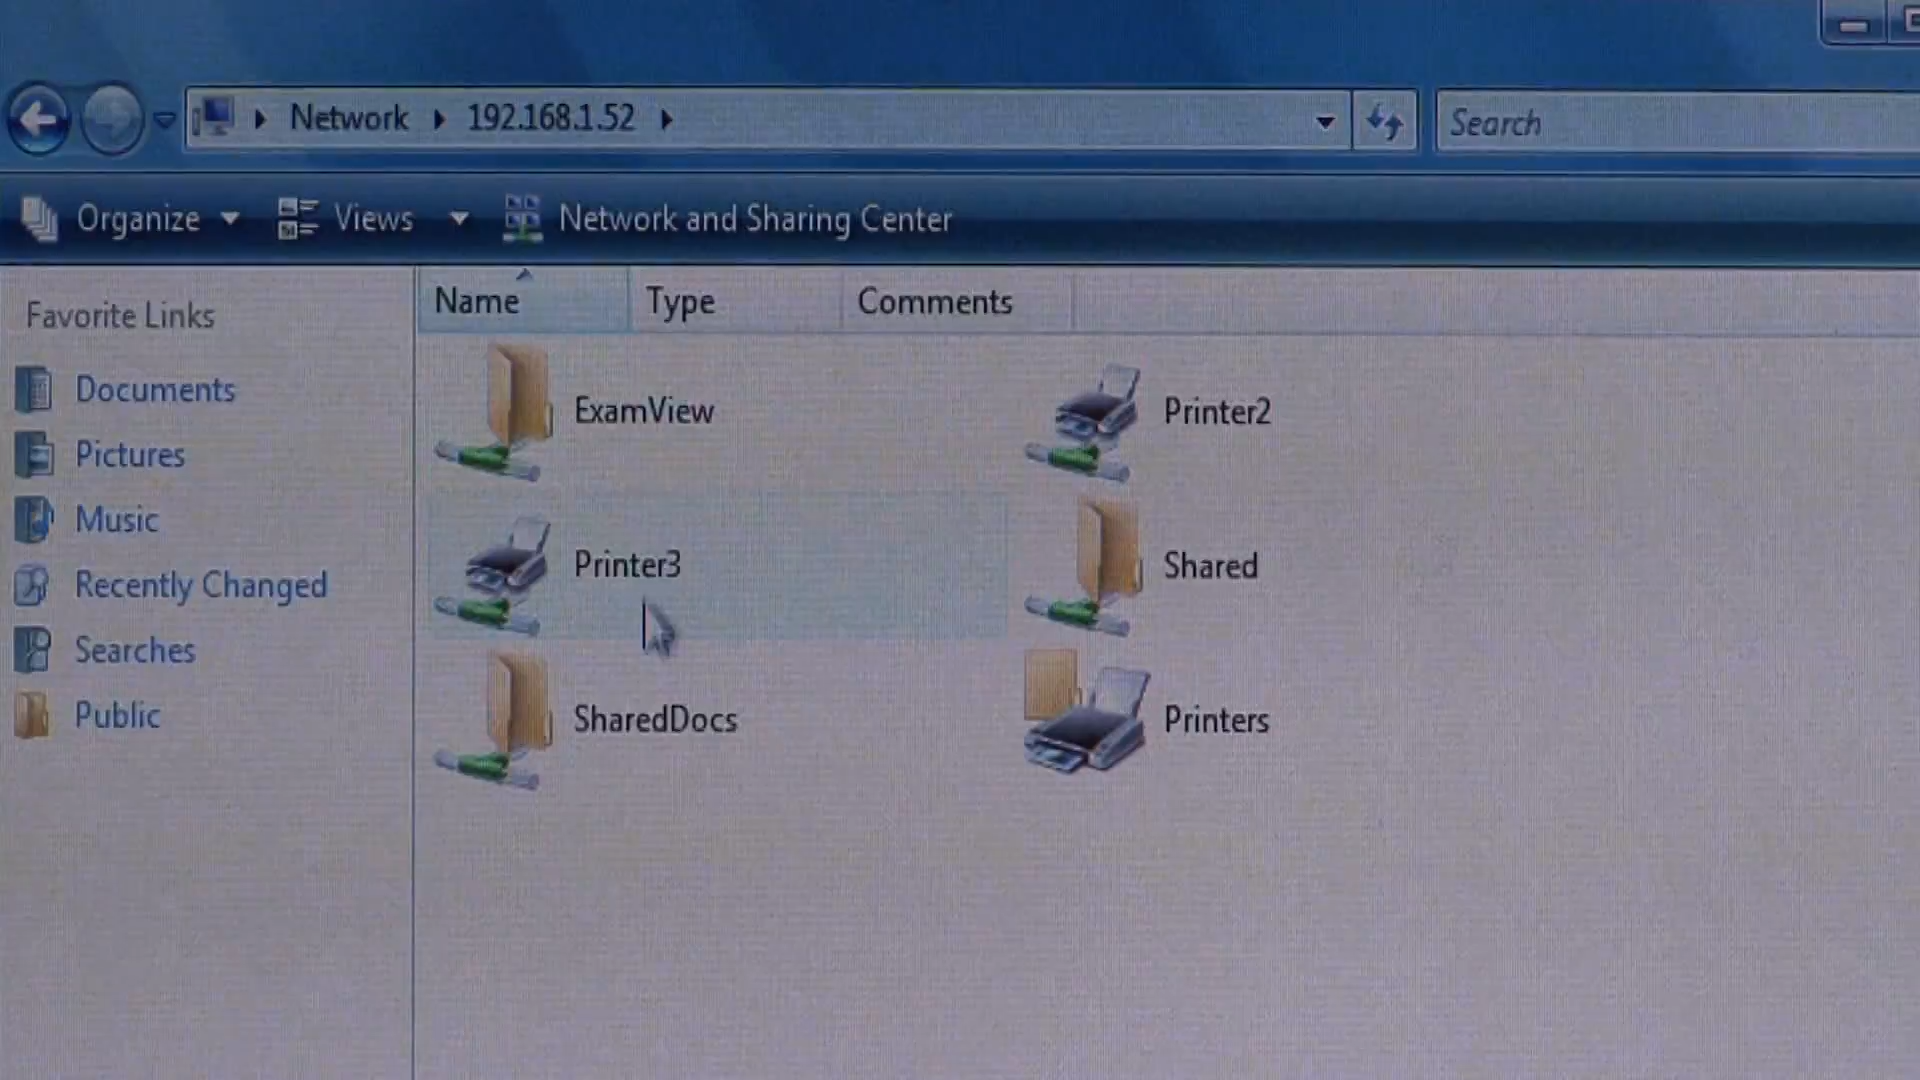 Network 192.168.1.52
Search
Organize Views Network and Sharing Center
Favorite Links
Documents
Pictures
Music
Recently Changed
Searches
Public
Name Type Comments
ExamView Printer2
Printer3 Shared
SharedDocs Printers